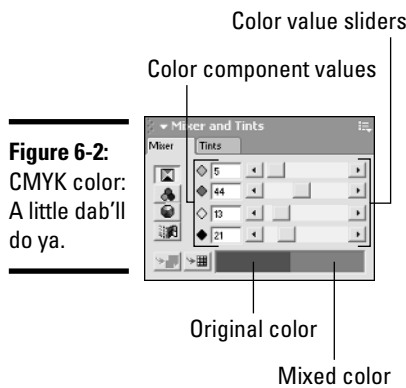 Color value sliders
Color component values
Figure 6-2:
CMYK color:
A little dab'll
do ya.
Mixer and Tints
Mixer Tints
5
44
13
21
Original color
Mixed color